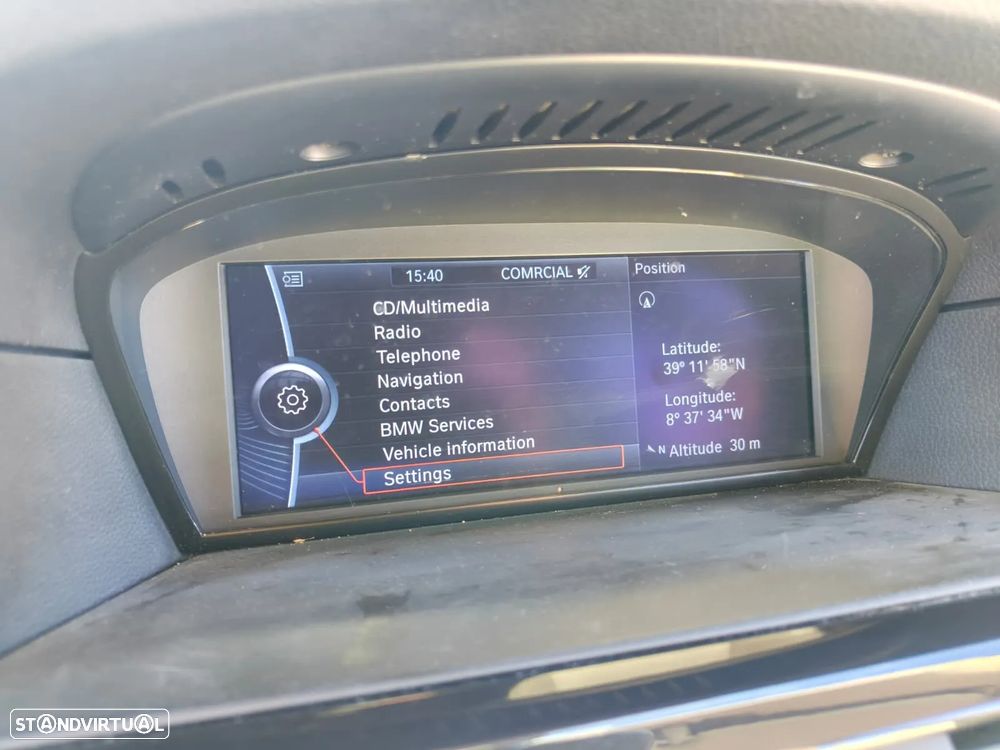 15:40
COMRCIAL
CD/Multimedia
Radio
Telephone
Navigation
Contacts
BMW Services
Vehicle information
Settings
Position
Latitude:
39° 11' 58"N
Longitude:
8° 37' 34"W
N Altitude 30 m
STANDVIRTUAL